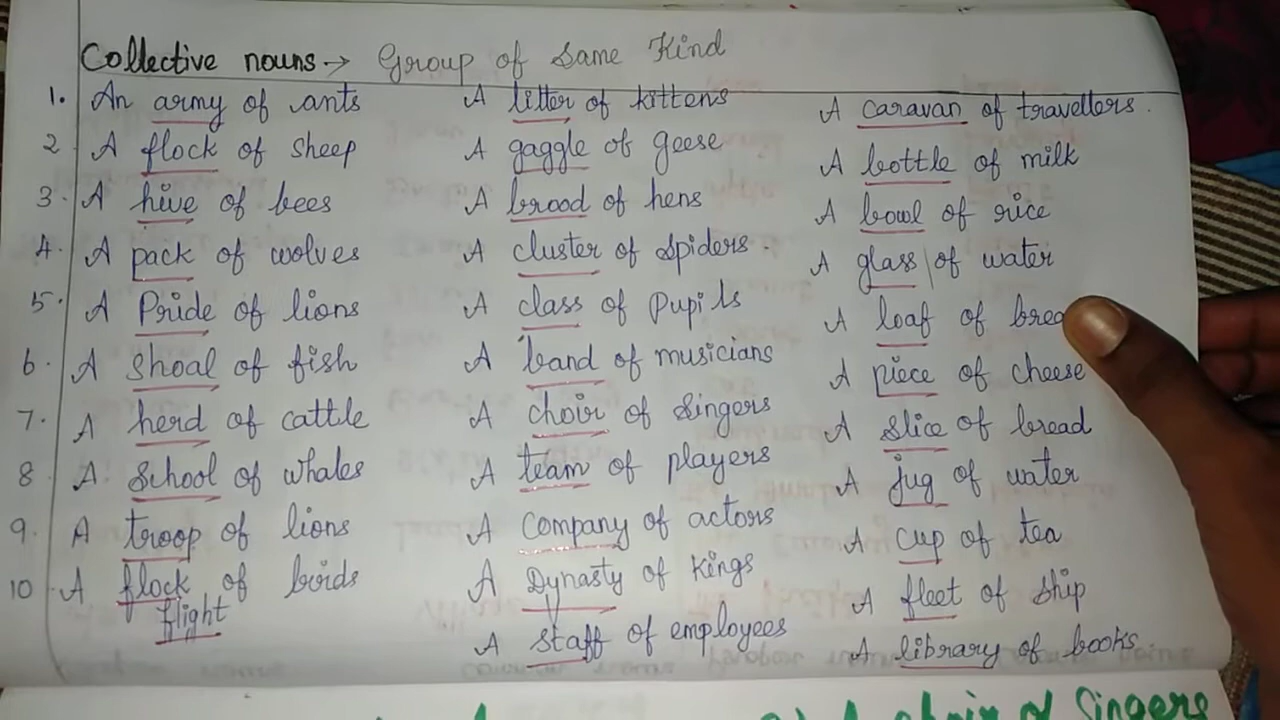 Collective nouns → Group of Same Kind
1. An army of ants
2 A flock of sheep
3. A hive of bees
4. A pack of wolves
5. A Pride of lions
6. A Shoal of fish
7. A herd of cattle
8 A School of whales
9. A troop of lions
10 A flock of birds
flight
A litter of kittens
A gaggle of geese
A brood of hens
A cluster of Spiders.
A class of Pupils
A band of musicians
A choir of Singers
A team of players
A Company of actors
A Dynasty of Kings
A staff of employees
A caravan of travellers.
A bottle of milk
A bowl of rice
A glass of water
A loaf of
A piece of cheese
A Slice of bread
A jug of water
A cup of tea
A fleet of ship
A library of books.
of Singers